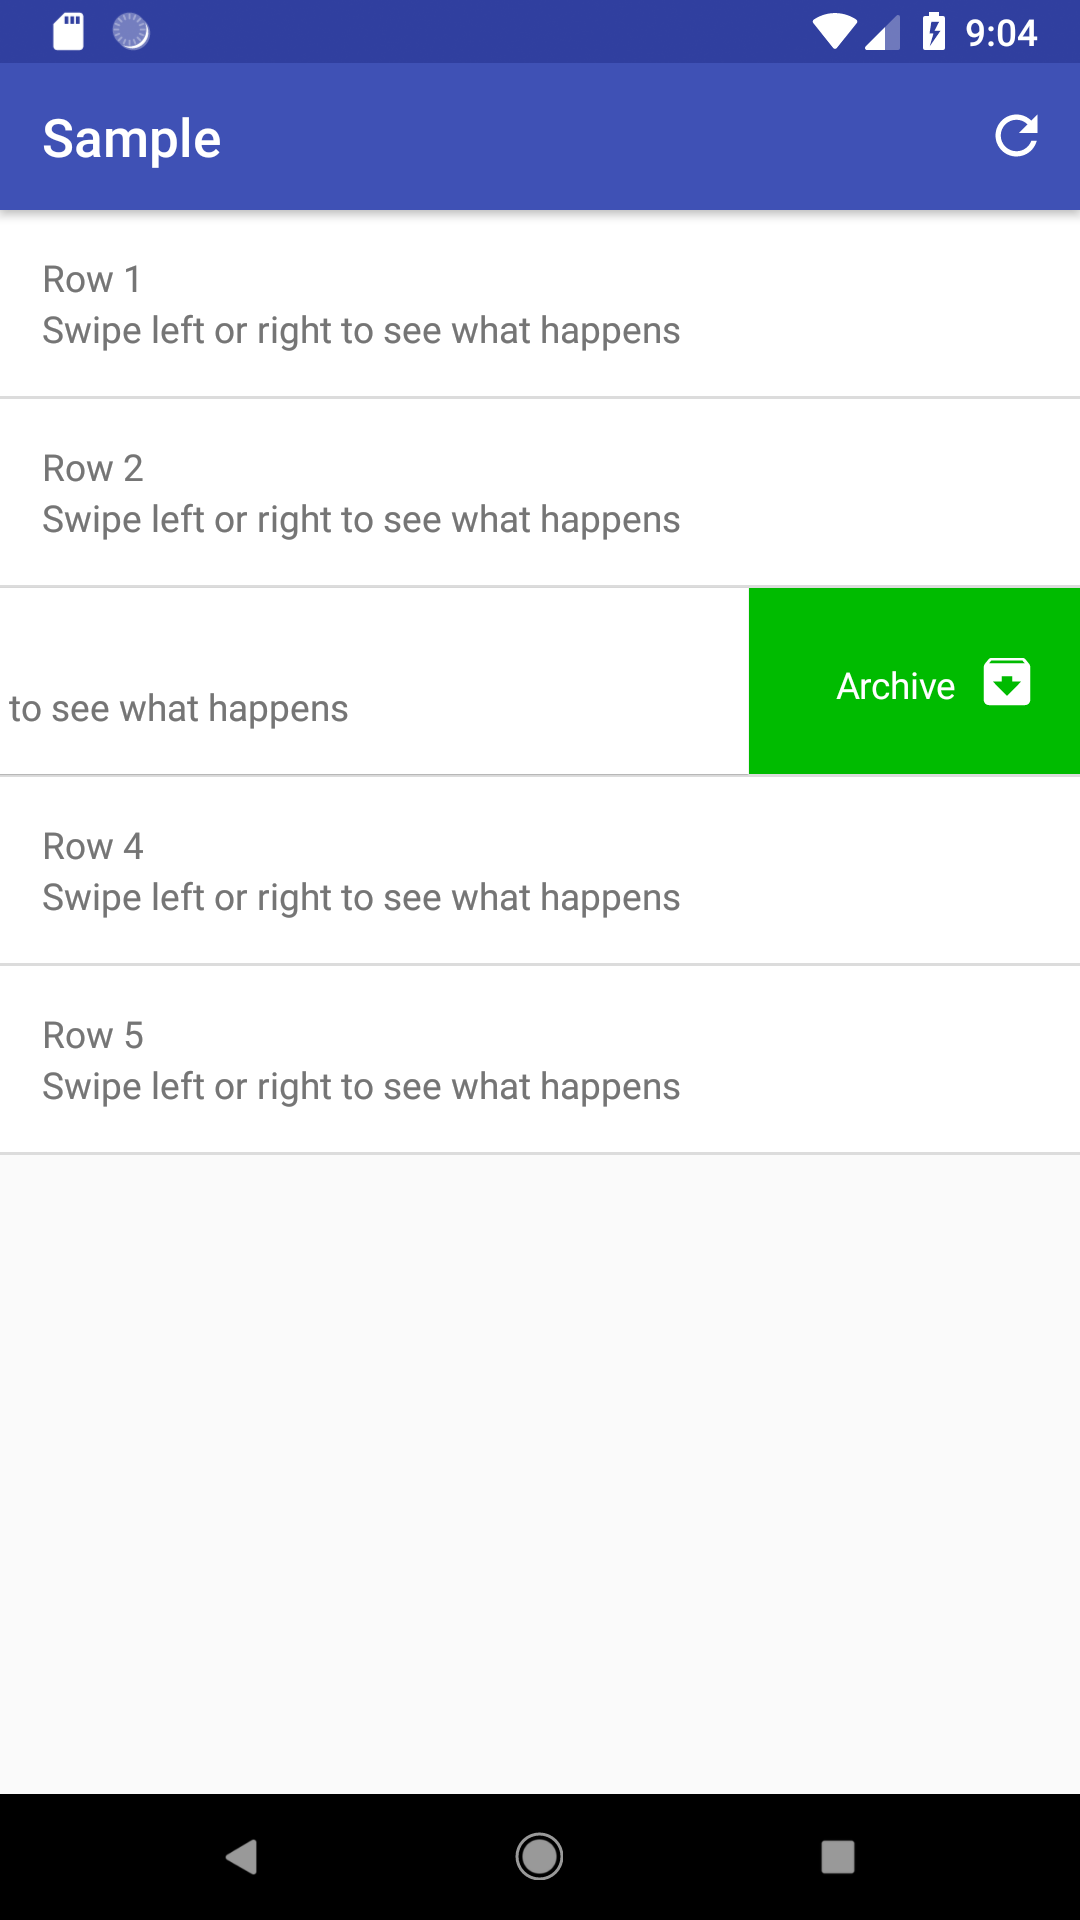 9:04
Sample
Row 1
Swipe left or right to see what happens
Row 2
Swipe left or right to see what happens
to see what happens
Archive
Row 4
Swipe left or right to see what happens
Row 5
Swipe left or right to see what happens